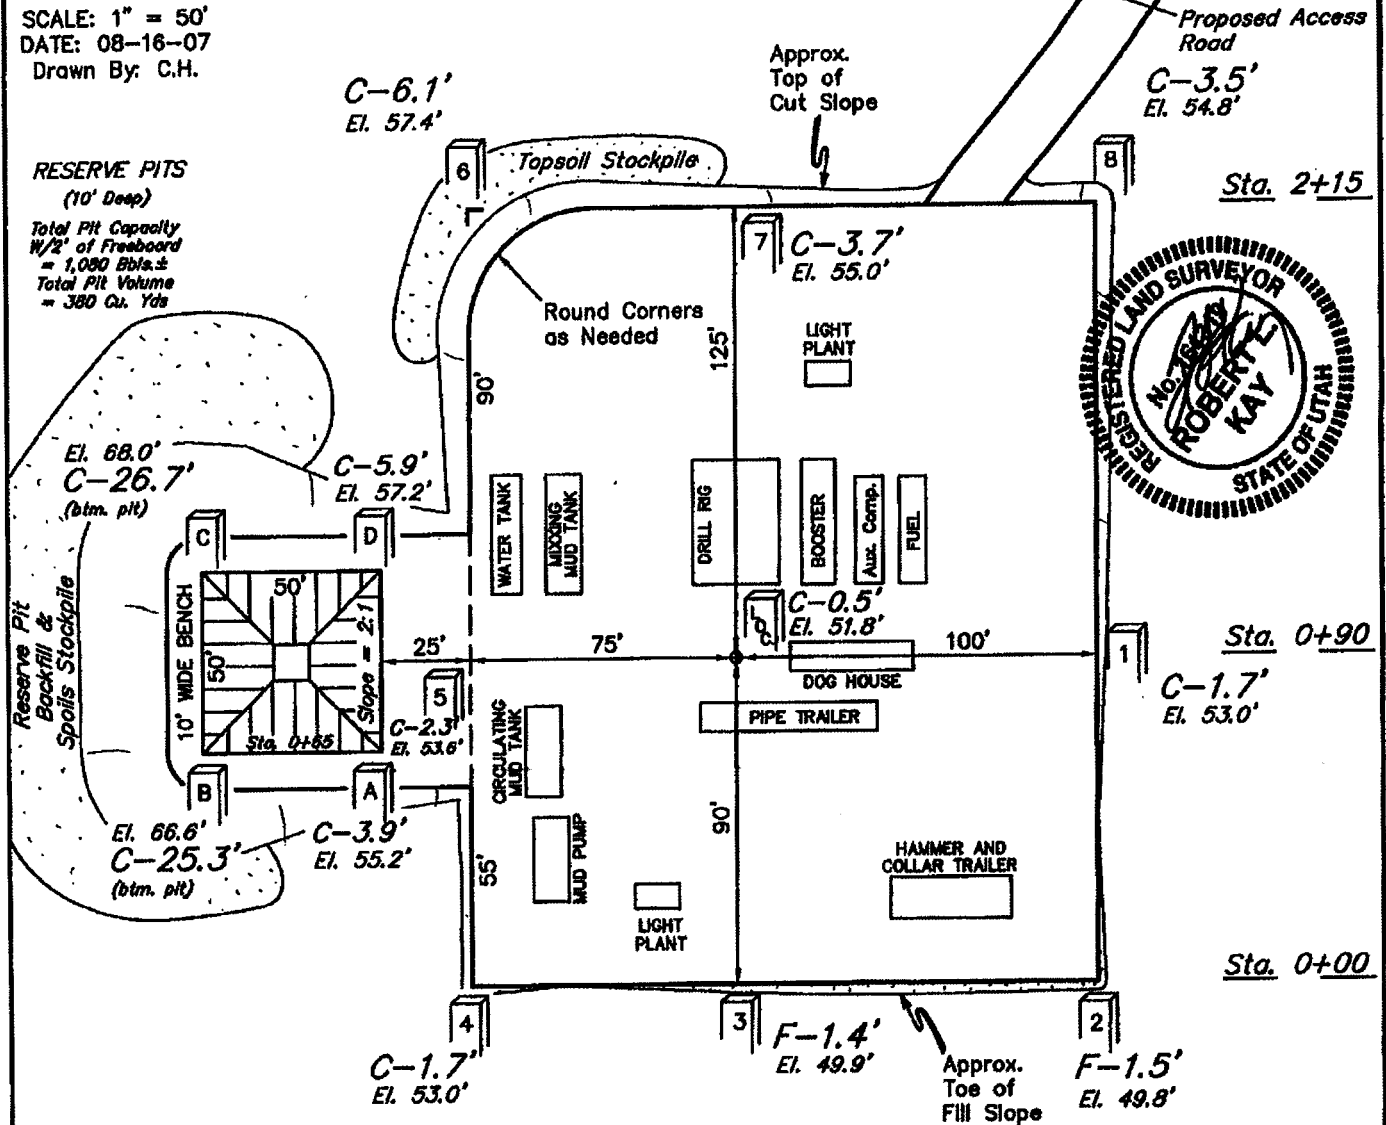 SCALE: 1" = 50'
DATE: 08-16-07
Drawn By: C.H.
Proposed Access
Road
Approx.
Top of
Cut Slope
C-6.1'
El. 57.4'
C-3.5'
El. 54.8'
6
Topsoil Stockpile
8
RESERVE PITS
(10' Deep)
Total Pit Capacity
W/2' of Freeboard
= 1,080 Bbls.±
Total Pit Volume
= 380 Cu. Yds
Sta. 2+15
7
C-3.7'
El. 55.0'
REGISTERED LAND SURVEYOR
No.
ROBERT L.
KAY
STATE OF UTAH
Round Corners
as Needed
125'
LIGHT
PLANT
90'
El. 68.0'
C-26.7'
(btm. pit)
C-5.9'
El. 57.2'
C
D
WATER TANK
MIXXING
MUD TANK
DRILL RIG
BOOSTER
Aux. Comp.
FUEL
Reserve Pit
Backfill &
Spoils Stockpile
10' WIDE BENCH
50'
50'
Slope = 2:1
Sta. 0+65
25'
75'
LOC.
C-0.5'
El. 51.8'
100'
DOG HOUSE
1
Sta. 0+90
C-1.7'
El. 53.0'
5
C-2.3'
El. 53.6'
PIPE TRAILER
CIRCULATING
MUD TANK
B
A
El. 66.6'
C-25.3'
(btm. pit)
C-3.9'
El. 55.2'
90'
55'
MUD PUMP
HAMMER AND
COLLAR TRAILER
LIGHT
PLANT
Sta. 0+00
4
3
2
C-1.7'
El. 53.0'
F-1.4'
El. 49.9'
Approx.
Toe of
Fill Slope
F-1.5'
El. 49.8'